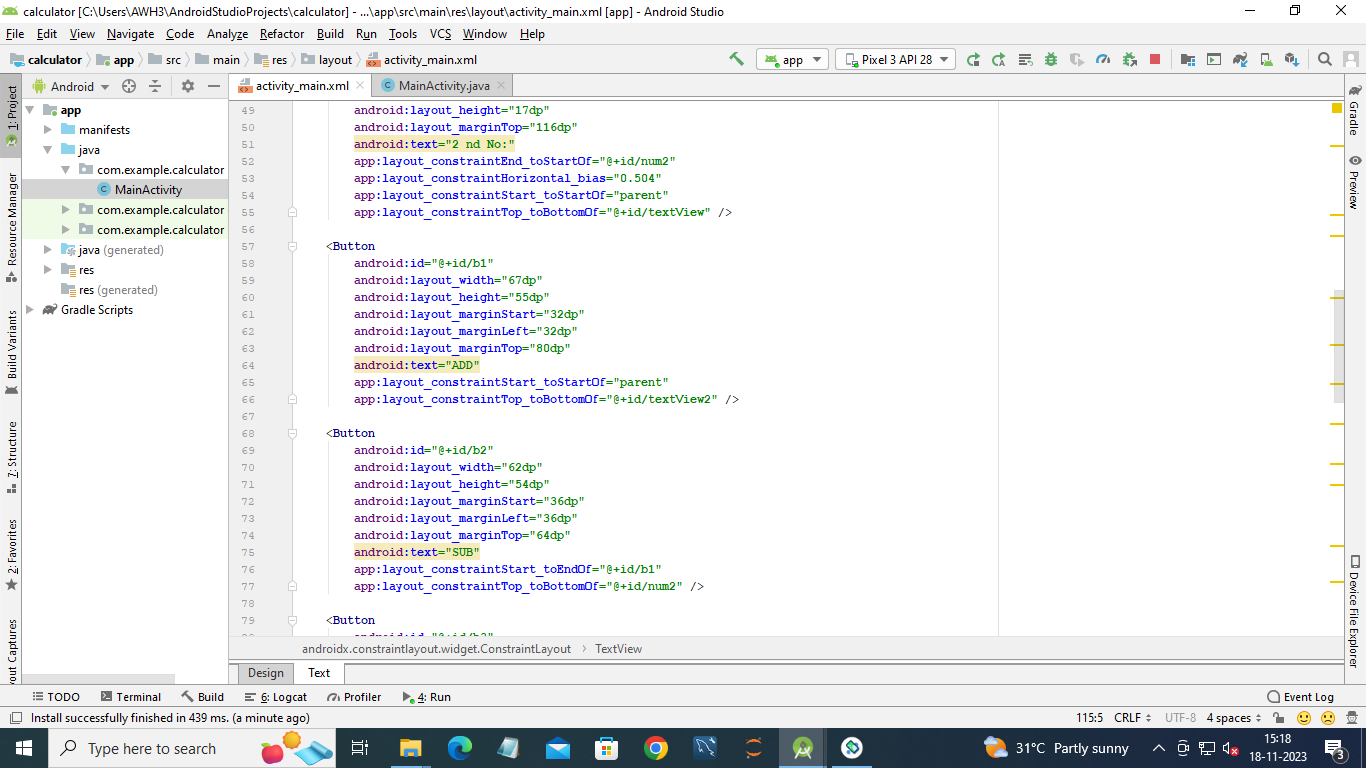 calculator [C:\Users\AWH3\AndroidStudioProjects\calculator] - ...\app\src\main\res\layout\activity_main.xml [app] - Android Studio
File Edit View Navigate Code Analyze Refactor Build Run Tools VCS Window Help
calculator app src main res layout activity_main.xml app Pixel 3 API 28
1: Project
Resource Manager
Build Variants
7: Structure
2: Favorites
Android
app
manifests
java
com.example.calculator
MainActivity
com.example.calculator
com.example.calculator
java (generated)
res
res (generated)
Gradle Scripts
activity_main.xml MainActivity.java
49 android:layout_height="17dp"
50 android:layout_marginTop="116dp"
51 android:text="2 nd No:"
52 app:layout_constraintEnd_toStartOf="@+id/num2"
53 app:layout_constraintHorizontal_bias="0.504"
54 app:layout_constraintStart_toStartOf="parent"
55 app:layout_constraintTop_toBottomOf="@+id/textView" />
56
57 <Button
58 android:id="@+id/b1"
59 android:layout_width="67dp"
60 android:layout_height="55dp"
61 android:layout_marginStart="32dp"
62 android:layout_marginLeft="32dp"
63 android:layout_marginTop="80dp"
64 android:text="ADD"
65 app:layout_constraintStart_toStartOf="parent"
66 app:layout_constraintTop_toBottomOf="@+id/textView2" />
67
68 <Button
69 android:id="@+id/b2"
70 android:layout_width="62dp"
71 android:layout_height="54dp"
72 android:layout_marginStart="36dp"
73 android:layout_marginLeft="36dp"
74 android:layout_marginTop="64dp"
75 android:text="SUB"
76 app:layout_constraintStart_toEndOf="@+id/b1"
77 app:layout_constraintTop_toBottomOf="@+id/num2" />
78
79 <Button
androidx.constraintlayout.widget.ConstraintLayout TextView
Design Text
Gradle
Preview
Device File Explorer
TODO Terminal Build 6: Logcat Profiler 4: Run Event Log
Install successfully finished in 439 ms. (a minute ago) 115:5 CRLF UTF-8 4 spaces
Type here to search 31°C Partly sunny 15:18
18-11-2023 3